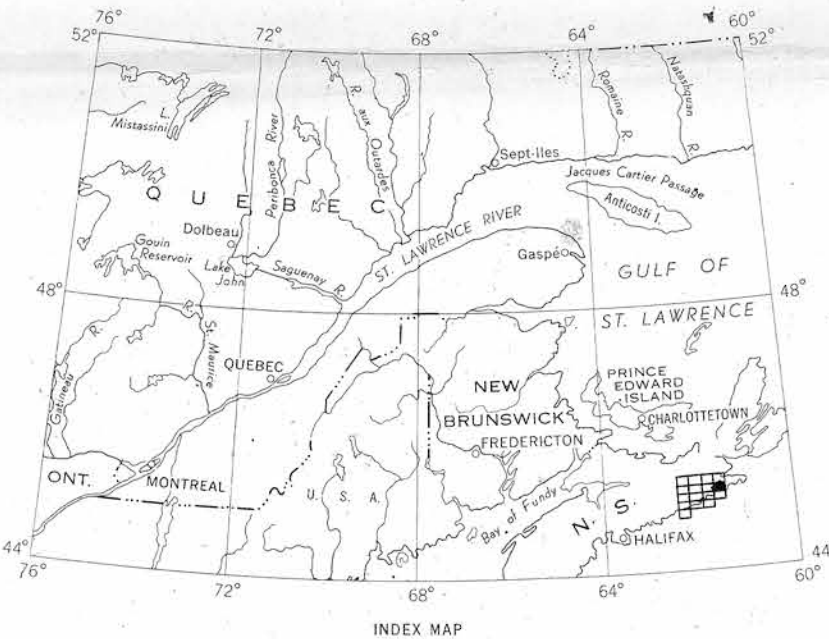 76°
72°
68°
64°
60°
52°
52°
L.
Mistassini
Peribonca River
R. aux Outardes
Romaine R.
Natashquan R.
Sept-Iles
Jacques Cartier Passage
Anticosti I.
QUEBEC
Dolbeau
Gouin
Reservoir
Lake
John
Saguenay R.
ST. LAWRENCE RIVER
Gaspé
GULF OF
ST. LAWRENCE
48°
48°
Gatineau R.
R.
St. Maurice
QUEBEC
NEW
BRUNSWICK
FREDERICTON
PRINCE
EDWARD
ISLAND
CHARLOTTETOWN
ONT.
MONTREAL
U. S. A.
Bay of Fundy
N. S.
HALIFAX
44°
44°
76°
72°
68°
64°
60°
INDEX MAP